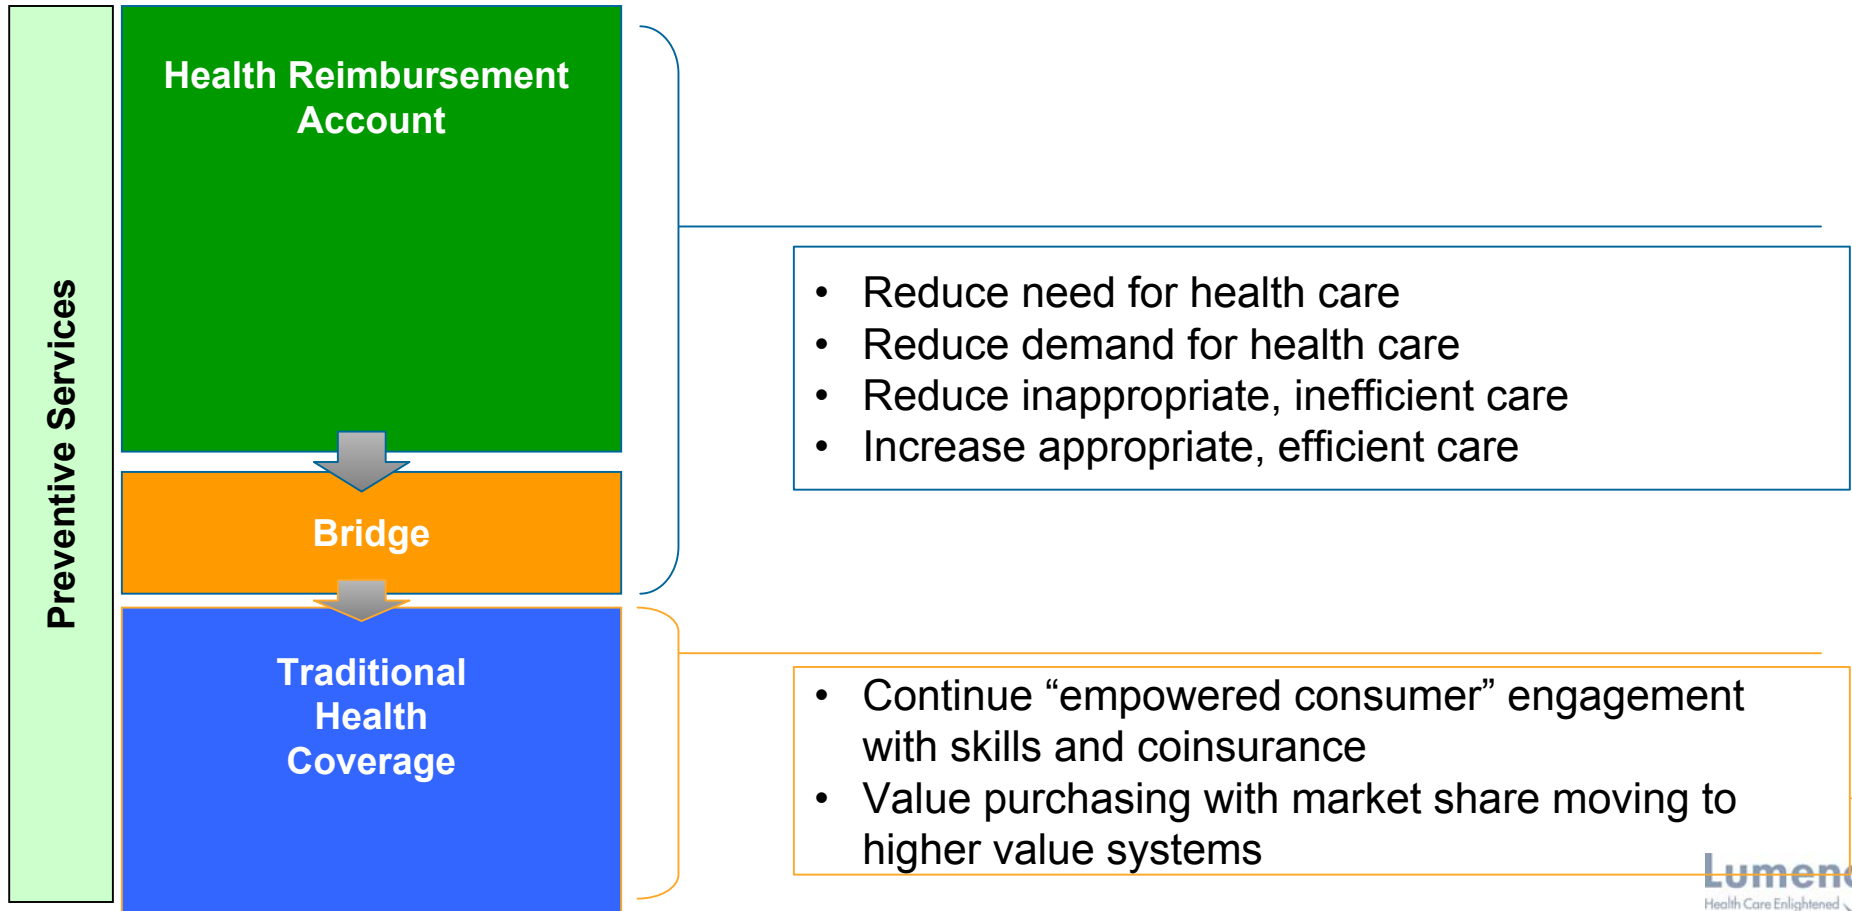 Preventive Services
Health Reimbursement
Account
Bridge
Traditional
Health
Coverage
• Reduce need for health care
• Reduce demand for health care
• Reduce inappropriate, inefficient care
• Increase appropriate, efficient care
• Continue “empowered consumer” engagement
with skills and coinsurance
• Value purchasing with market share moving to
higher value systems
Health Care Enlightened